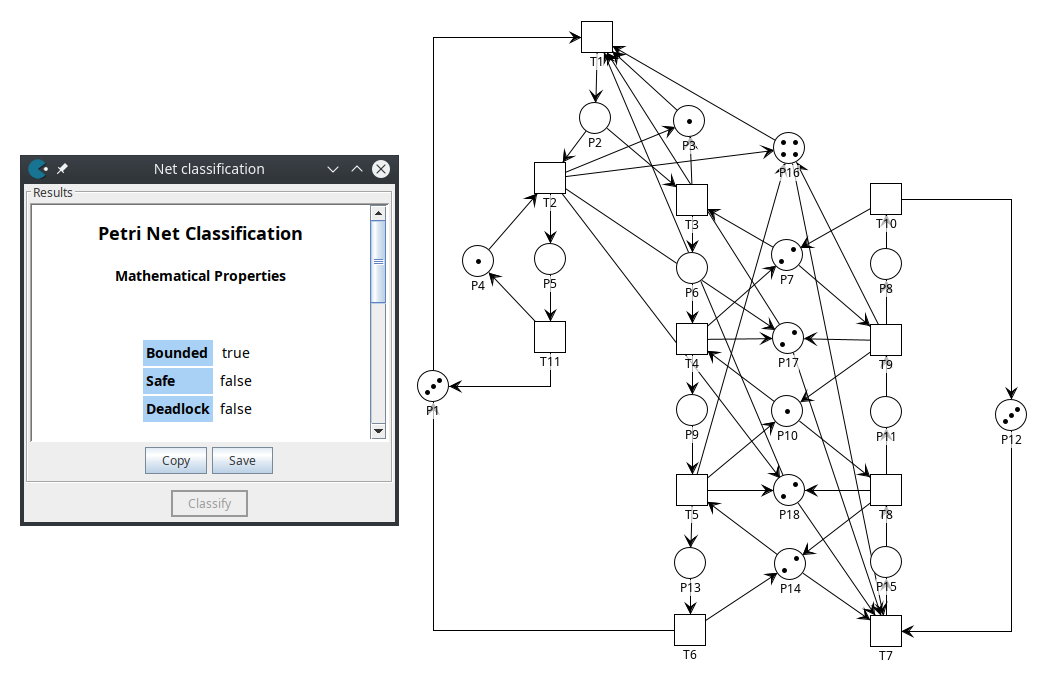 Net classification
Results
Petri Net Classification
Mathematical Properties
Bounded true
Safe false
Deadlock false
Copy Save
Classify
T1
P2
P3
P16
T2
T3
T10
P4
P5
P6
P7
P8
T11
T4
P17
T9
P1
P9
P10
P11
P12
T5
P18
T8
P13
P14
P15
T6
T7